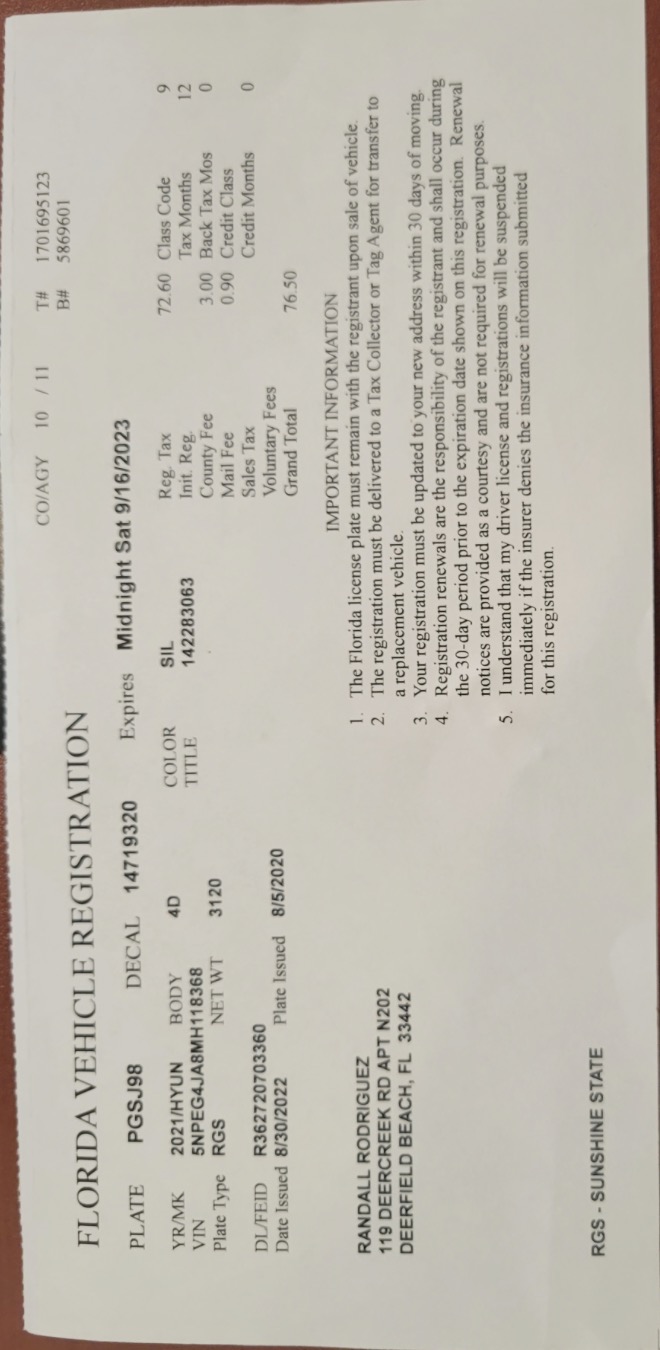 CO/AGY 10 / 11 T# 1701695123
B# 5869601
FLORIDA VEHICLE REGISTRATION
PLATE PGSJ98 DECAL 14719320 Expires Midnight Sat 9/16/2023
YR/MK 2021/HYUN BODY 4D COLOR SIL Reg. Tax 72.60 Class Code 9
VIN 5NPEG4JA8MH118368 TITLE 142283063 Init. Reg. Tax Months 12
Plate Type RGS NET WT 3120 County Fee 3.00 Back Tax Mos 0
Mail Fee 0.90 Credit Class
DL/FEID R362720703360 Sales Tax Credit Months 0
Date Issued 8/30/2022 Plate Issued 8/5/2020 Voluntary Fees
Grand Total 76.50
IMPORTANT INFORMATION
1. The Florida license plate must remain with the registrant upon sale of vehicle.
2. The registration must be delivered to a Tax Collector or Tag Agent for transfer to
a replacement vehicle.
3. Your registration must be updated to your new address within 30 days of moving.
4. Registration renewals are the responsibility of the registrant and shall occur during
the 30-day period prior to the expiration date shown on this registration. Renewal
notices are provided as a courtesy and are not required for renewal purposes.
5. I understand that my driver license and registrations will be suspended
immediately if the insurer denies the insurance information submitted
for this registration.
RANDALL RODRIGUEZ
119 DEERCREEK RD APT N202
DEERFIELD BEACH, FL 33442
RGS - SUNSHINE STATE